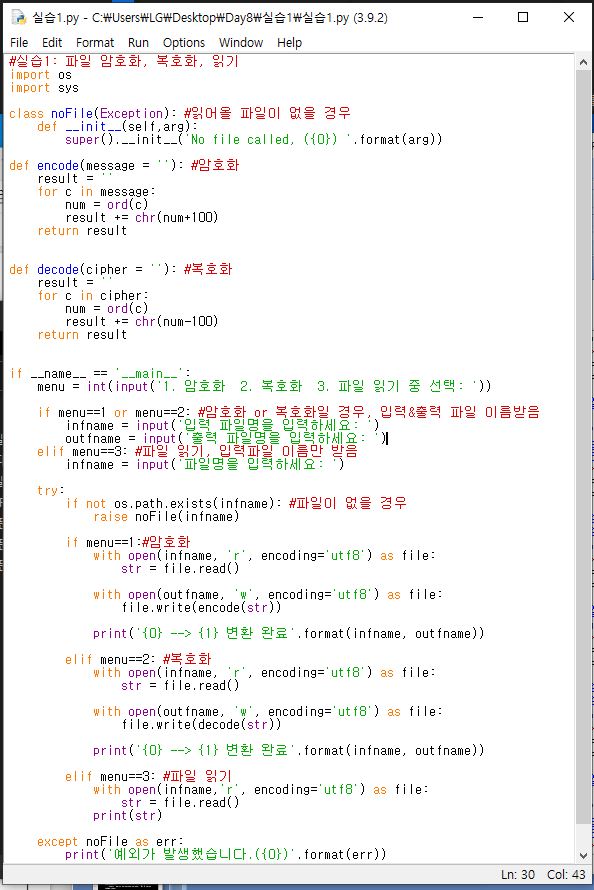 실습1.py - C:₩Users₩LG₩Desktop₩Day8₩실습1₩실습1.py (3.9.2)
File Edit Format Run Options Window Help
#실습1: 파일 암호화, 복호화, 읽기
import os
import sys

class noFile(Exception): #읽어올 파일이 없을 경우
    def __init__(self,arg):
        super().__init__('No file called, ({0}) '.format(arg))

def encode(message = ''): #암호화
    result = ''
    for c in message:
        num = ord(c)
        result += chr(num+100)
    return result


def decode(cipher = ''): #복호화
    result = ''
    for c in cipher:
        num = ord(c)
        result += chr(num-100)
    return result


if __name__ == '__main__':
    menu = int(input('1. 암호화  2. 복호화  3. 파일 읽기 중 선택: '))

    if menu==1 or menu==2: #암호화 or 복호화일 경우, 입력&출력 파일 이름받음
        infname = input('입력 파일명을 입력하세요: ')
        outfname = input('출력 파일명을 입력하세요: ')
    elif menu==3: #파일 읽기, 입력파일 이름만 받음
        infname = input('파일명을 입력하세요: ')

    try:
        if not os.path.exists(infname): #파일이 없을 경우
            raise noFile(infname)

        if menu==1:#암호화
            with open(infname, 'r', encoding='utf8') as file:
                str = file.read()

            with open(outfname, 'w', encoding='utf8') as file:
                file.write(encode(str))

            print('{0} --> {1} 변환 완료'.format(infname, outfname))

        elif menu==2: #복호화
            with open(infname, 'r', encoding='utf8') as file:
                str = file.read()

            with open(outfname, 'w', encoding='utf8') as file:
                file.write(decode(str))

            print('{0} --> {1} 변환 완료'.format(infname, outfname))

        elif menu==3: #파일 읽기
            with open(infname,'r', encoding='utf8') as file:
                str = file.read()
            print(str)

    except noFile as err:
        print('예외가 발생했습니다.({0})'.format(err))
Ln: 30 Col: 43